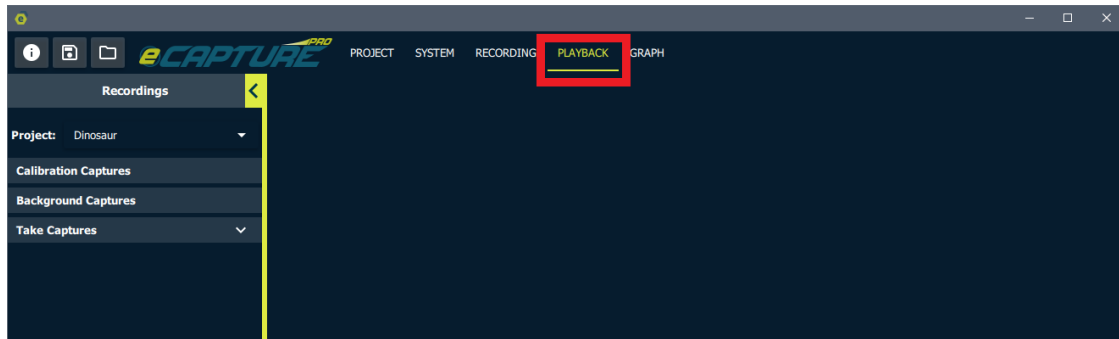 eCAPTURE PRO
PROJECT SYSTEM RECORDING PLAYBACK GRAPH
Recordings
Project: Dinosaur
Calibration Captures
Background Captures
Take Captures